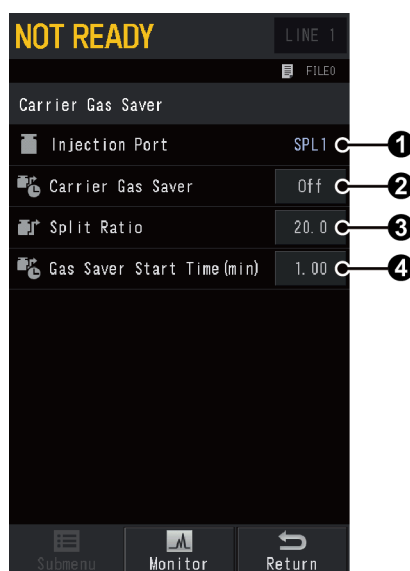 NOT READY LINE 1
FILE0
Carrier Gas Saver
Injection Port SPL1 1
Carrier Gas Saver Off 2
Split Ratio 20.0 3
Gas Saver Start Time(min) 1.00 4
Submenu Monitor Return